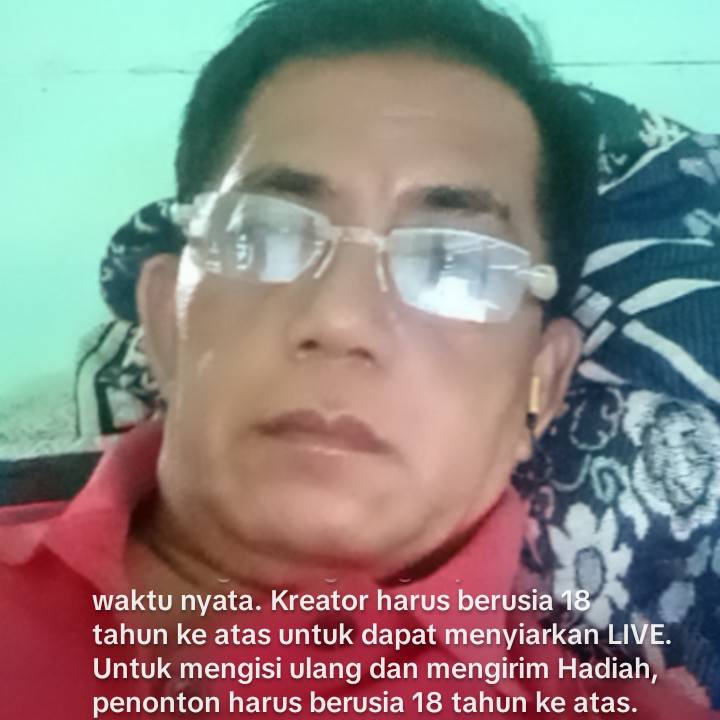 waktu nyata. Kreator harus berusia 18
tahun ke atas untuk dapat menyiarkan LIVE.
Untuk mengisi ulang dan mengirim Hadiah,
penonton harus berusia 18 tahun ke atas.